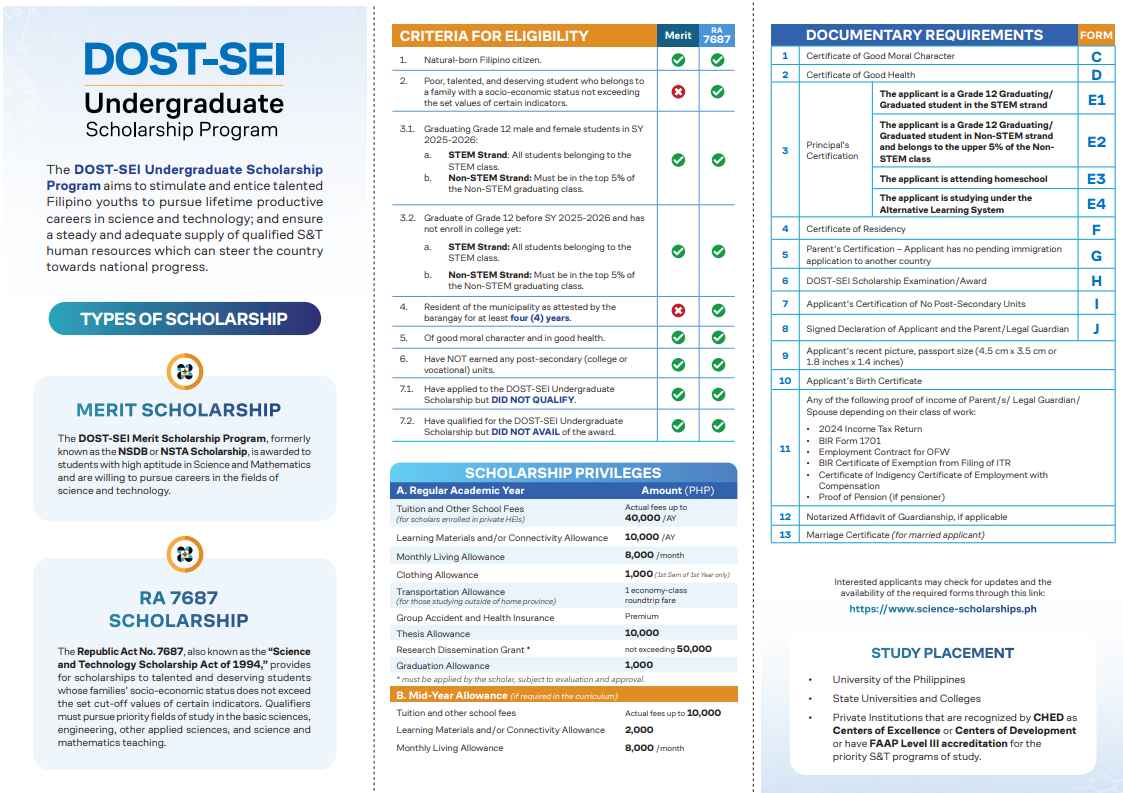 DOST-SEI
Undergraduate
Scholarship Program
The DOST-SEI Undergraduate Scholarship
Program aims to stimulate and entice talented
Filipino youths to pursue lifetime productive
careers in science and technology; and ensure
a steady and adequate supply of qualified S&T
human resources which can steer the country
towards national progress.
TYPES OF SCHOLARSHIP
MERIT SCHOLARSHIP
The DOST-SEI Merit Scholarship Program, formerly
known as the NSDB or NSTA Scholarship, is awarded to
students with high aptitude in Science and Mathematics
and are willing to pursue careers in the fields of
science and technology.
RA 7687
SCHOLARSHIP
The Republic Act No. 7687, also known as the “Science
and Technology Scholarship Act of 1994,” provides
for scholarships to talented and deserving students
whose families’ socio-economic status does not exceed
the set cut-off values of certain indicators. Qualifiers
must pursue priority fields of study in the basic sciences,
engineering, other applied sciences, and science and
mathematics teaching.
CRITERIA FOR ELIGIBILITY Merit RA 7687
1. Natural-born Filipino citizen.
2. Poor, talented, and deserving student who belongs to
a family with a socio-economic status not exceeding
the set values of certain indicators.
3.1. Graduating Grade 12 male and female students in SY
2025-2026:
a. STEM Strand: All students belonging to the
STEM class.
b. Non-STEM Strand: Must be in the top 5% of
the Non-STEM graduating class.
3.2. Graduate of Grade 12 before SY 2025-2026 and has
not enroll in college yet:
a. STEM Strand: All students belonging to the
STEM class.
b. Non-STEM Strand: Must be in the top 5% of
the Non-STEM graduating class.
4. Resident of the municipality as attested by the
barangay for at least four (4) years.
5. Of good moral character and in good health.
6. Have NOT earned any post-secondary (college or
vocational) units.
7.1. Have applied to the DOST-SEI Undergraduate
Scholarship but DID NOT QUALIFY.
7.2. Have qualified for the DOST-SEI Undergraduate
Scholarship but DID NOT AVAIL of the award.
SCHOLARSHIP PRIVILEGES
A. Regular Academic Year Amount (PHP)
Tuition and Other School Fees
(for scholars enrolled in private HEIs)
Actual fees up to
40,000 /AY
Learning Materials and/or Connectivity Allowance 10,000 /AY
Monthly Living Allowance 8,000 /month
Clothing Allowance 1,000 (1st Sem of 1st Year only)
Transportation Allowance
(for those studying outside of home province)
1 economy-class
roundtrip fare
Group Accident and Health Insurance Premium
Thesis Allowance 10,000
Research Dissemination Grant * not exceeding 50,000
Graduation Allowance 1,000
* must be applied by the scholar, subject to evaluation and approval.
B. Mid-Year Allowance (if required in the curriculum)
Tuition and other school fees Actual fees up to 10,000
Learning Materials and/or Connectivity Allowance 2,000
Monthly Living Allowance 8,000 /month
DOCUMENTARY REQUIREMENTS FORM
1 Certificate of Good Moral Character C
2 Certificate of Good Health D
3 Principal’s
Certification
The applicant is a Grade 12 Graduating/
Graduated student in the STEM strand
E1
The applicant is a Grade 12 Graduating/
Graduated student in Non-STEM strand
and belongs to the upper 5% of the Non-
STEM class
E2
The applicant is attending homeschool E3
The applicant is studying under the
Alternative Learning System
E4
4 Certificate of Residency F
5 Parent’s Certification – Applicant has no pending immigration
application to another country
G
6 DOST-SEI Scholarship Examination/Award H
7 Applicant’s Certification of No Post-Secondary Units I
8 Signed Declaration of Applicant and the Parent/Legal Guardian J
9 Applicant’s recent picture, passport size (4.5 cm x 3.5 cm or
1.8 inches x 1.4 inches)
10 Applicant’s Birth Certificate
11 Any of the following proof of income of Parent/s/ Legal Guardian/
Spouse depending on their class of work:
• 2024 Income Tax Return
• BIR Form 1701
• Employment Contract for OFW
• BIR Certificate of Exemption from Filing of ITR
• Certificate of Indigency Certificate of Employment with
Compensation
• Proof of Pension (if pensioner)
12 Notarized Affidavit of Guardianship, if applicable
13 Marriage Certificate (for married applicant)
Interested applicants may check for updates and the
availability of the required forms through this link:
https://www.science-scholarships.ph
STUDY PLACEMENT
• University of the Philippines
• State Universities and Colleges
• Private Institutions that are recognized by CHED as
Centers of Excellence or Centers of Development
or have FAAP Level III accreditation for the
priority S&T programs of study.